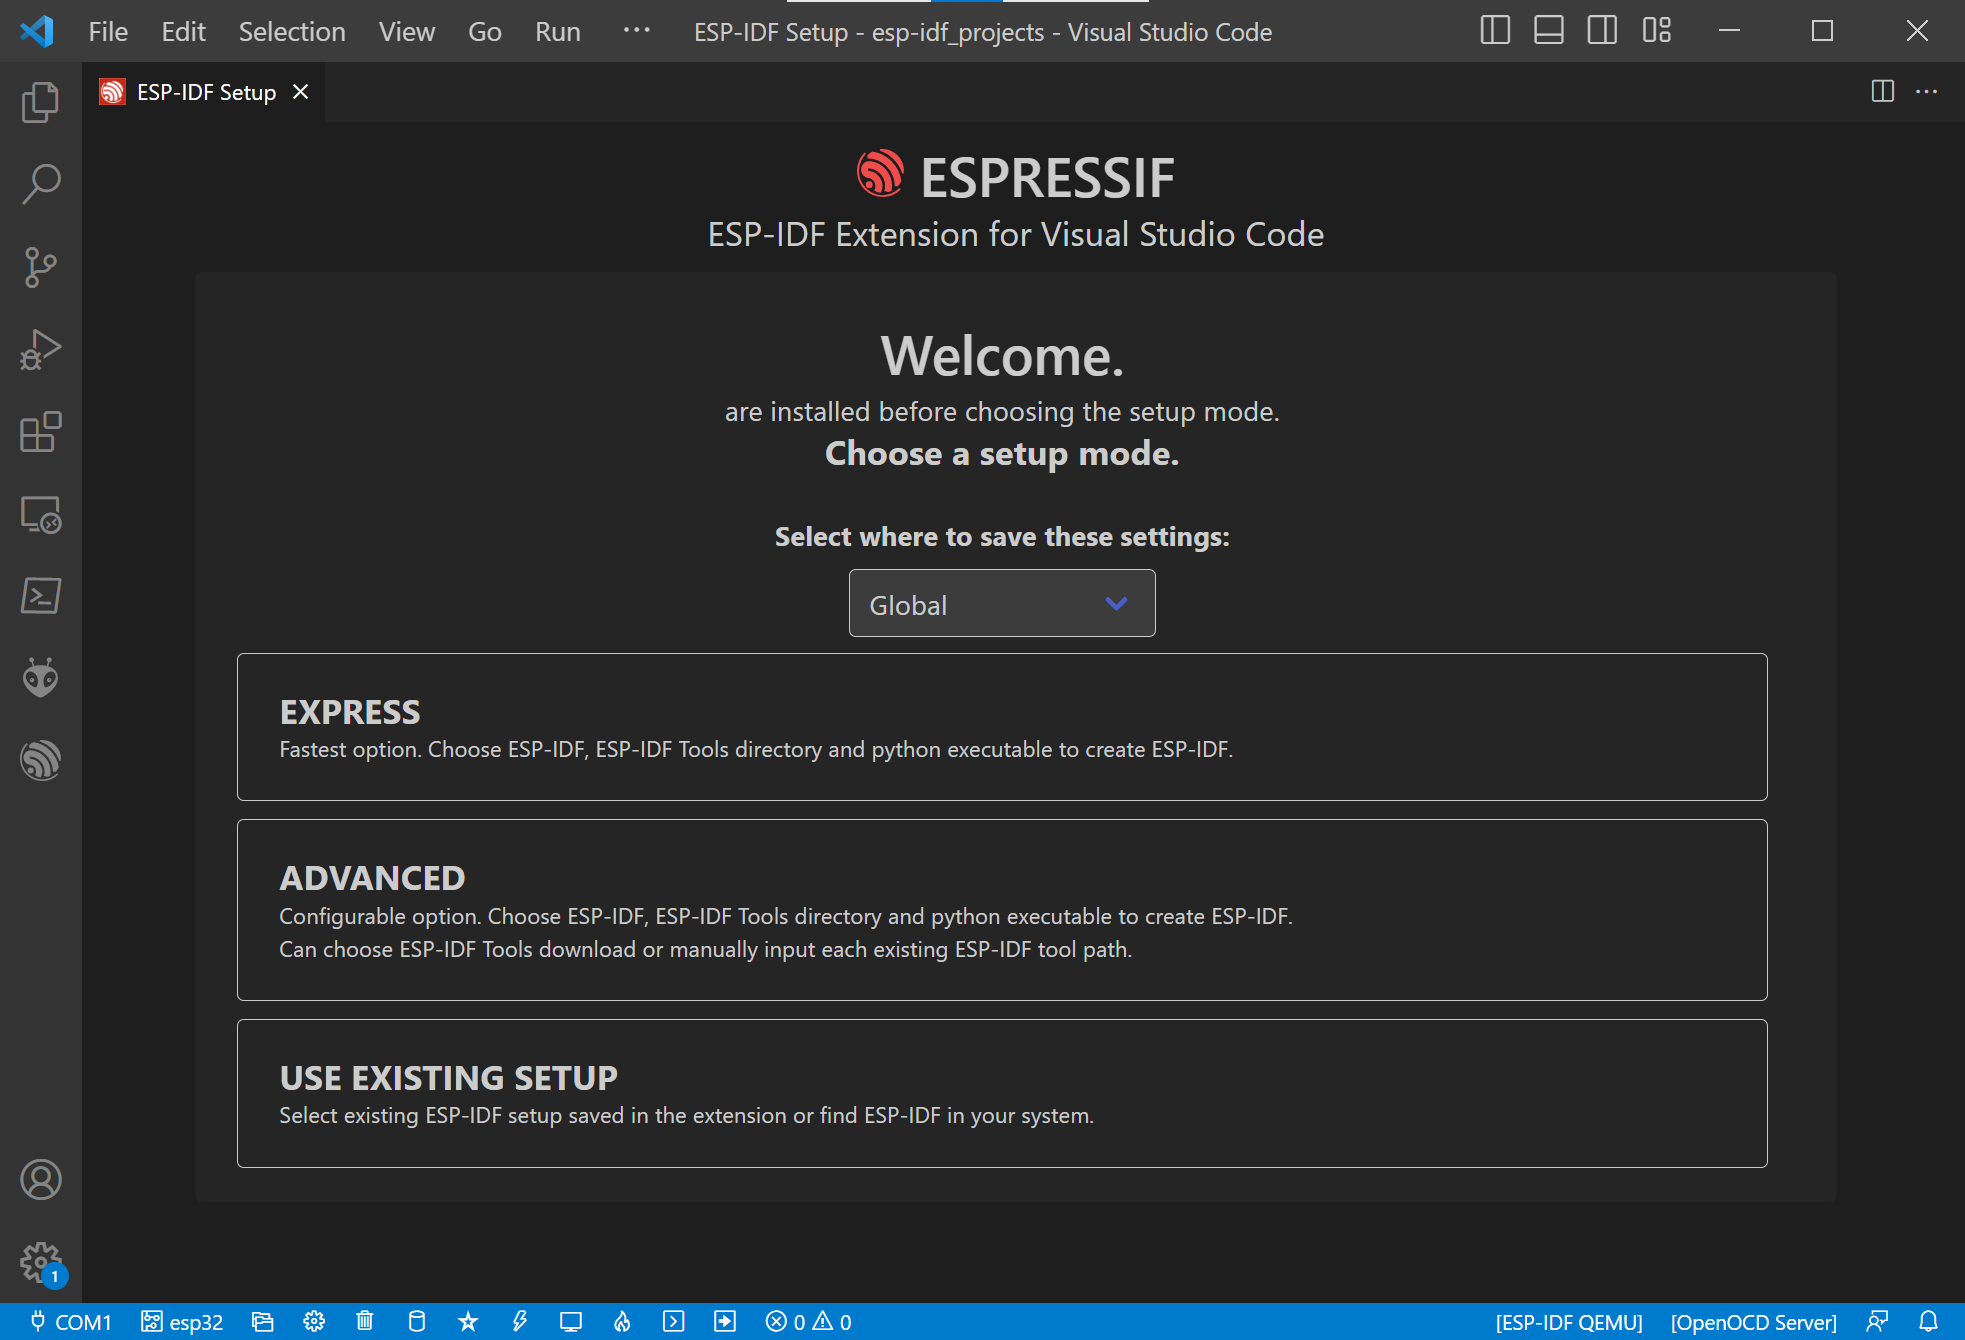 File Edit Selection View Go Run ··· ESP-IDF Setup - esp-idf_projects - Visual Studio Code
ESP-IDF Setup
ESPRESSIF
ESP-IDF Extension for Visual Studio Code
Welcome.
are installed before choosing the setup mode.
Choose a setup mode.
Select where to save these settings:
Global
EXPRESS
Fastest option. Choose ESP-IDF, ESP-IDF Tools directory and python executable to create ESP-IDF.
ADVANCED
Configurable option. Choose ESP-IDF, ESP-IDF Tools directory and python executable to create ESP-IDF.
Can choose ESP-IDF Tools download or manually input each existing ESP-IDF tool path.
USE EXISTING SETUP
Select existing ESP-IDF setup saved in the extension or find ESP-IDF in your system.
1
COM1 esp32 0 0 [ESP-IDF QEMU] [OpenOCD Server]